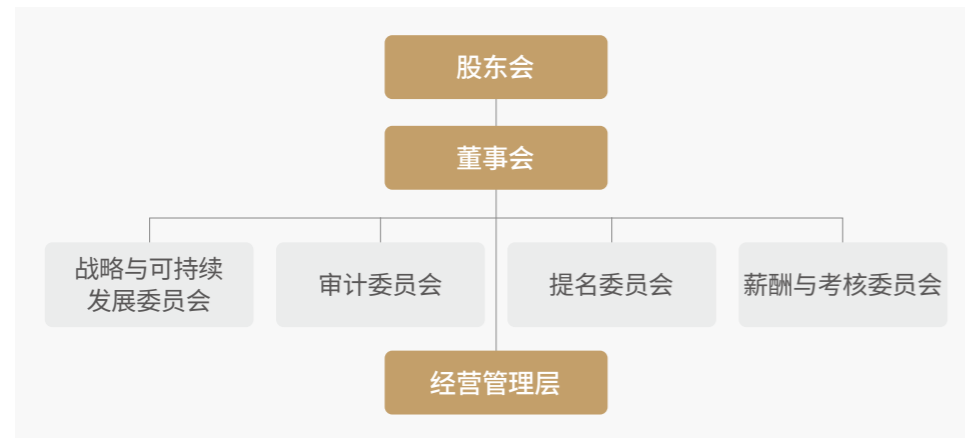 股东会
董事会
战略与可持续
发展委员会
审计委员会
提名委员会
薪酬与考核委员会
经营管理层